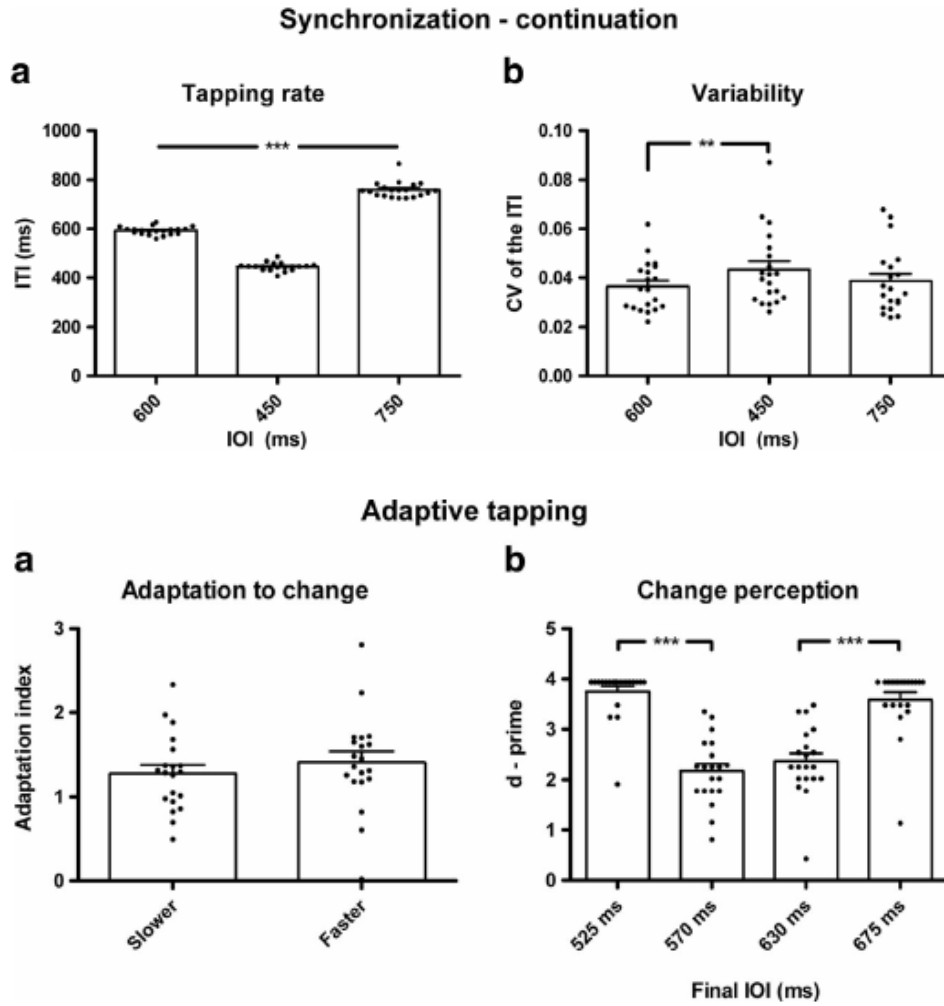 Synchronization - continuation
a
Tapping rate
1000
800
600
400
200
0
ITI (ms)
***
600
450
750
IOI (ms)
b
Variability
0.10
0.08
0.06
0.04
0.02
0.00
CV of the ITI
**
600
450
750
IOI (ms)
Adaptive tapping
a
Adaptation to change
3
2
1
0
Adaptation index
Slower
Faster
b
Change perception
5
4
3
2
1
0
d - prime
***
***
525 ms
570 ms
630 ms
675 ms
Final IOI (ms)